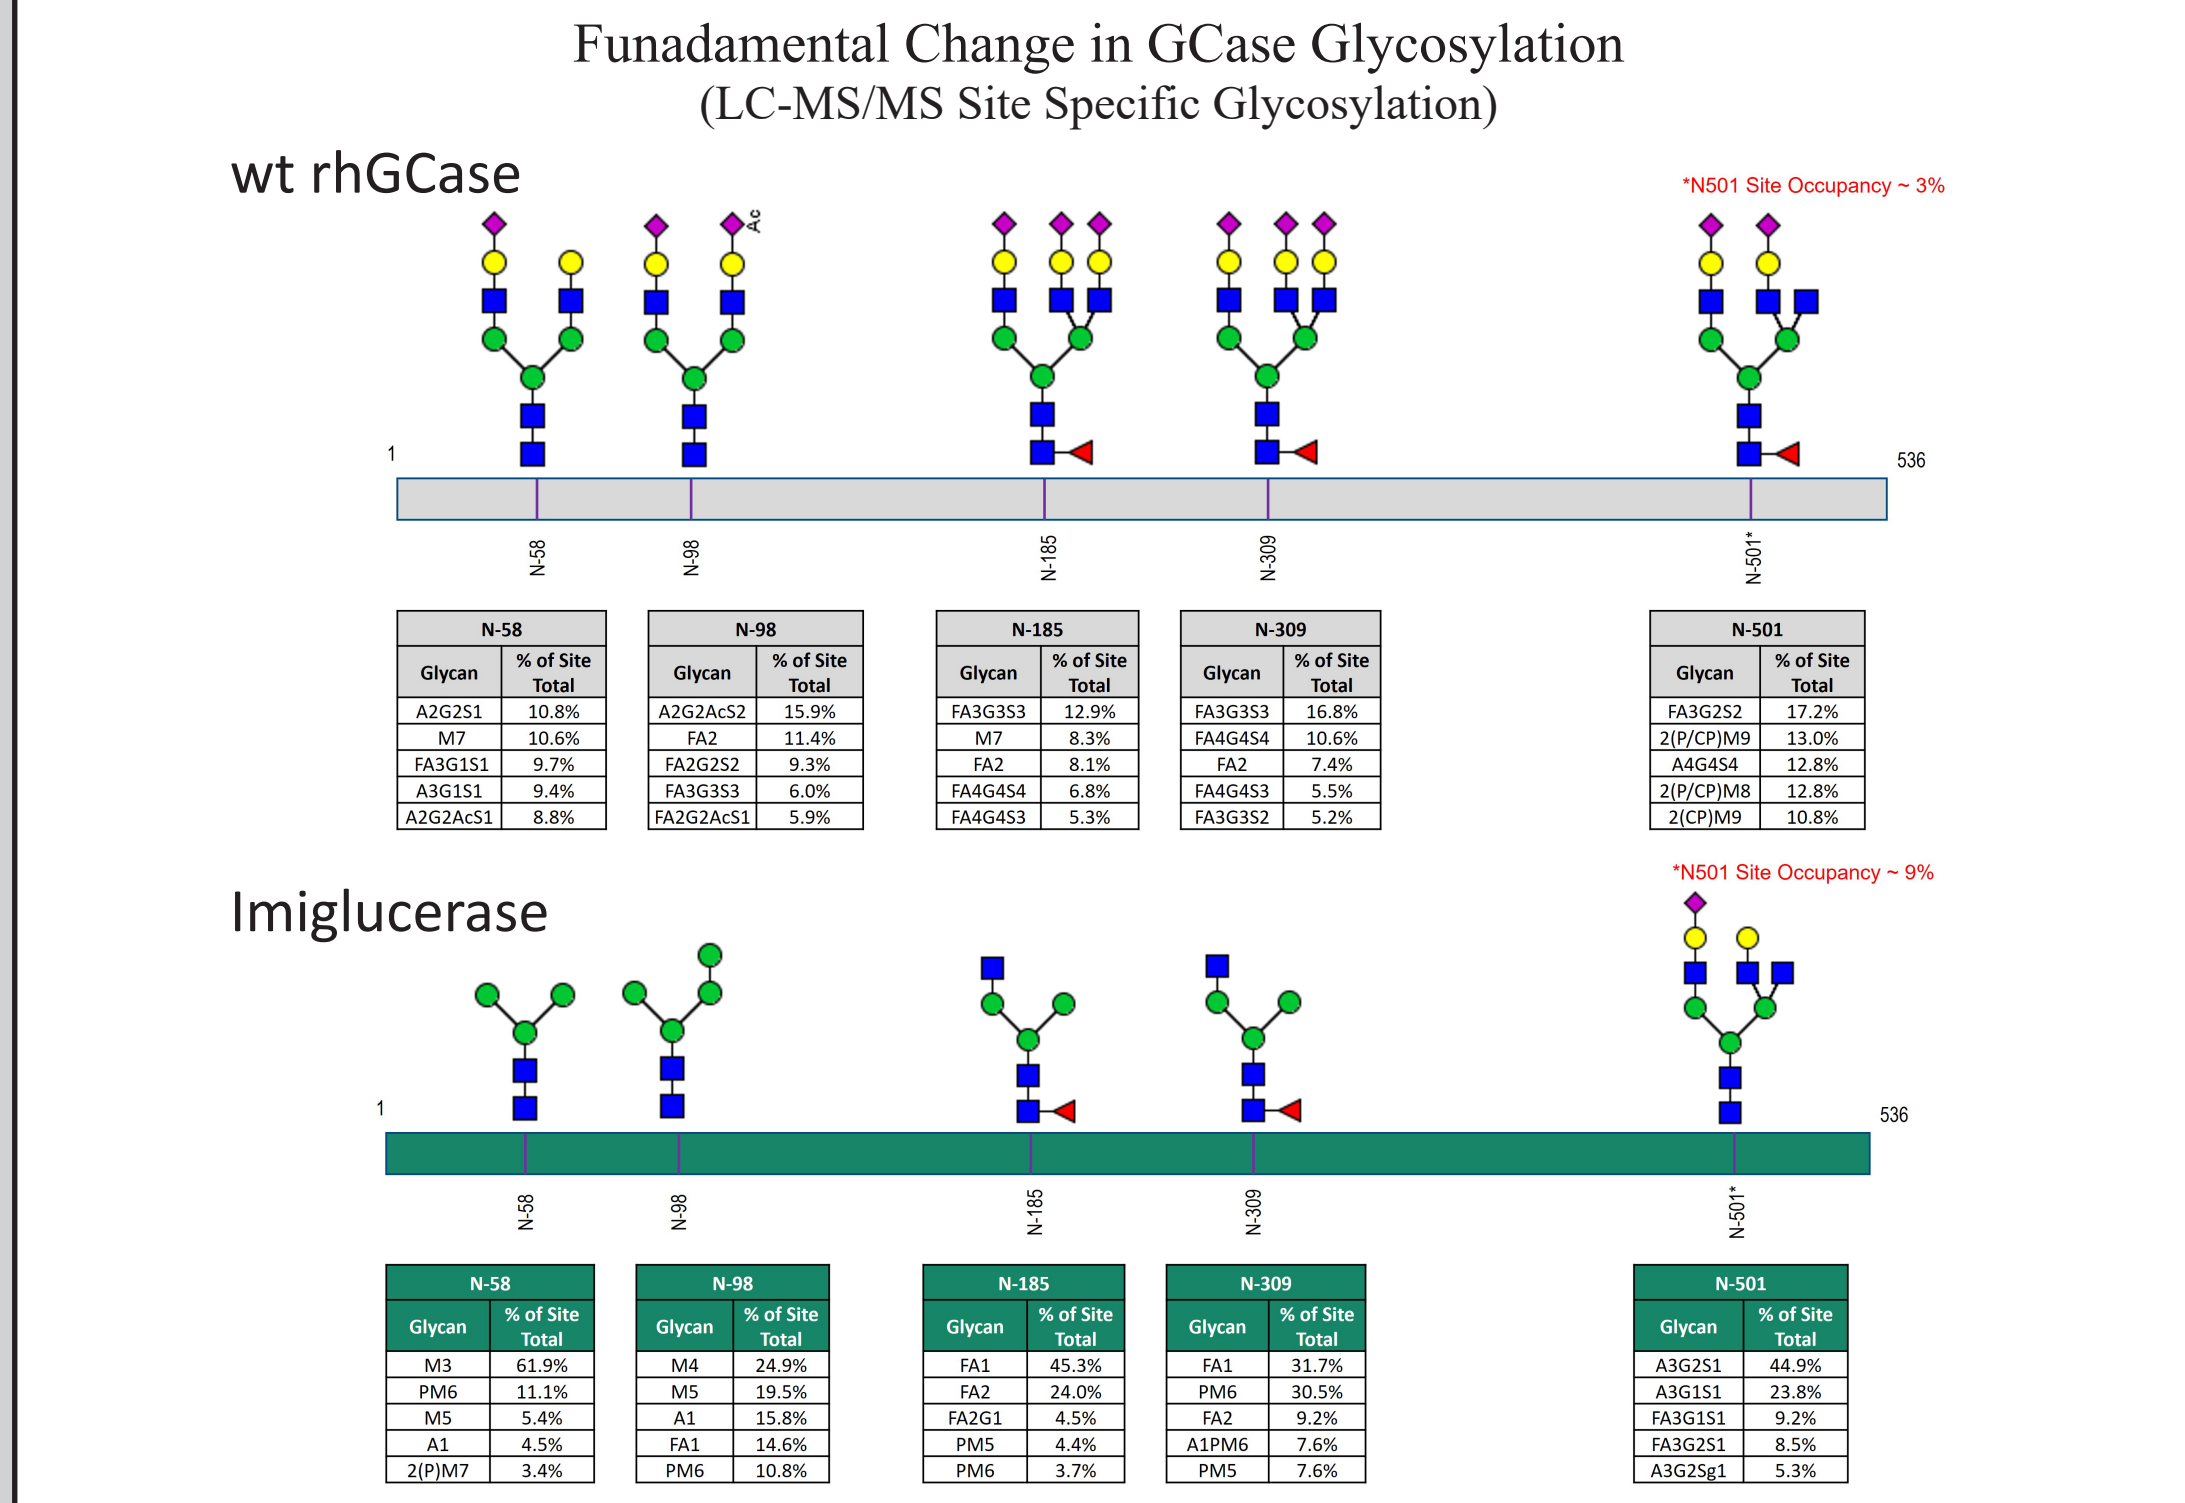 Funadamental Change in GCase Glycosylation
(LC-MS/MS Site Specific Glycosylation)
wt rhGCase
*N501 Site Occupancy ~ 3%
Ac
1
536
N-58
N-98
N-185
N-309
N-501*
N-58
Glycan % of Site Total
A2G2S1 10.8%
M7 10.6%
FA3G1S1 9.7%
A3G1S1 9.4%
A2G2AcS1 8.8%
N-98
Glycan % of Site Total
A2G2AcS2 15.9%
FA2 11.4%
FA2G2S2 9.3%
FA3G3S3 6.0%
FA2G2AcS1 5.9%
N-185
Glycan % of Site Total
FA3G3S3 12.9%
M7 8.3%
FA2 8.1%
FA4G4S4 6.8%
FA4G4S3 5.3%
N-309
Glycan % of Site Total
FA3G3S3 16.8%
FA4G4S4 10.6%
FA2 7.4%
FA4G4S3 5.5%
FA3G3S2 5.2%
N-501
Glycan % of Site Total
FA3G2S2 17.2%
2(P/CP)M9 13.0%
A4G4S4 12.8%
2(P/CP)M8 12.8%
2(CP)M9 10.8%
*N501 Site Occupancy ~ 9%
Imiglucerase
1
536
N-58
N-98
N-185
N-309
N-501*
N-58
Glycan % of Site Total
M3 61.9%
PM6 11.1%
M5 5.4%
A1 4.5%
2(P)M7 3.4%
N-98
Glycan % of Site Total
M4 24.9%
M5 19.5%
A1 15.8%
FA1 14.6%
PM6 10.8%
N-185
Glycan % of Site Total
FA1 45.3%
FA2 24.0%
FA2G1 4.5%
PM5 4.4%
PM6 3.7%
N-309
Glycan % of Site Total
FA1 31.7%
PM6 30.5%
FA2 9.2%
A1PM6 7.6%
PM5 7.6%
N-501
Glycan % of Site Total
A3G2S1 44.9%
A3G1S1 23.8%
FA3G1S1 9.2%
FA3G2S1 8.5%
A3G2Sg1 5.3%